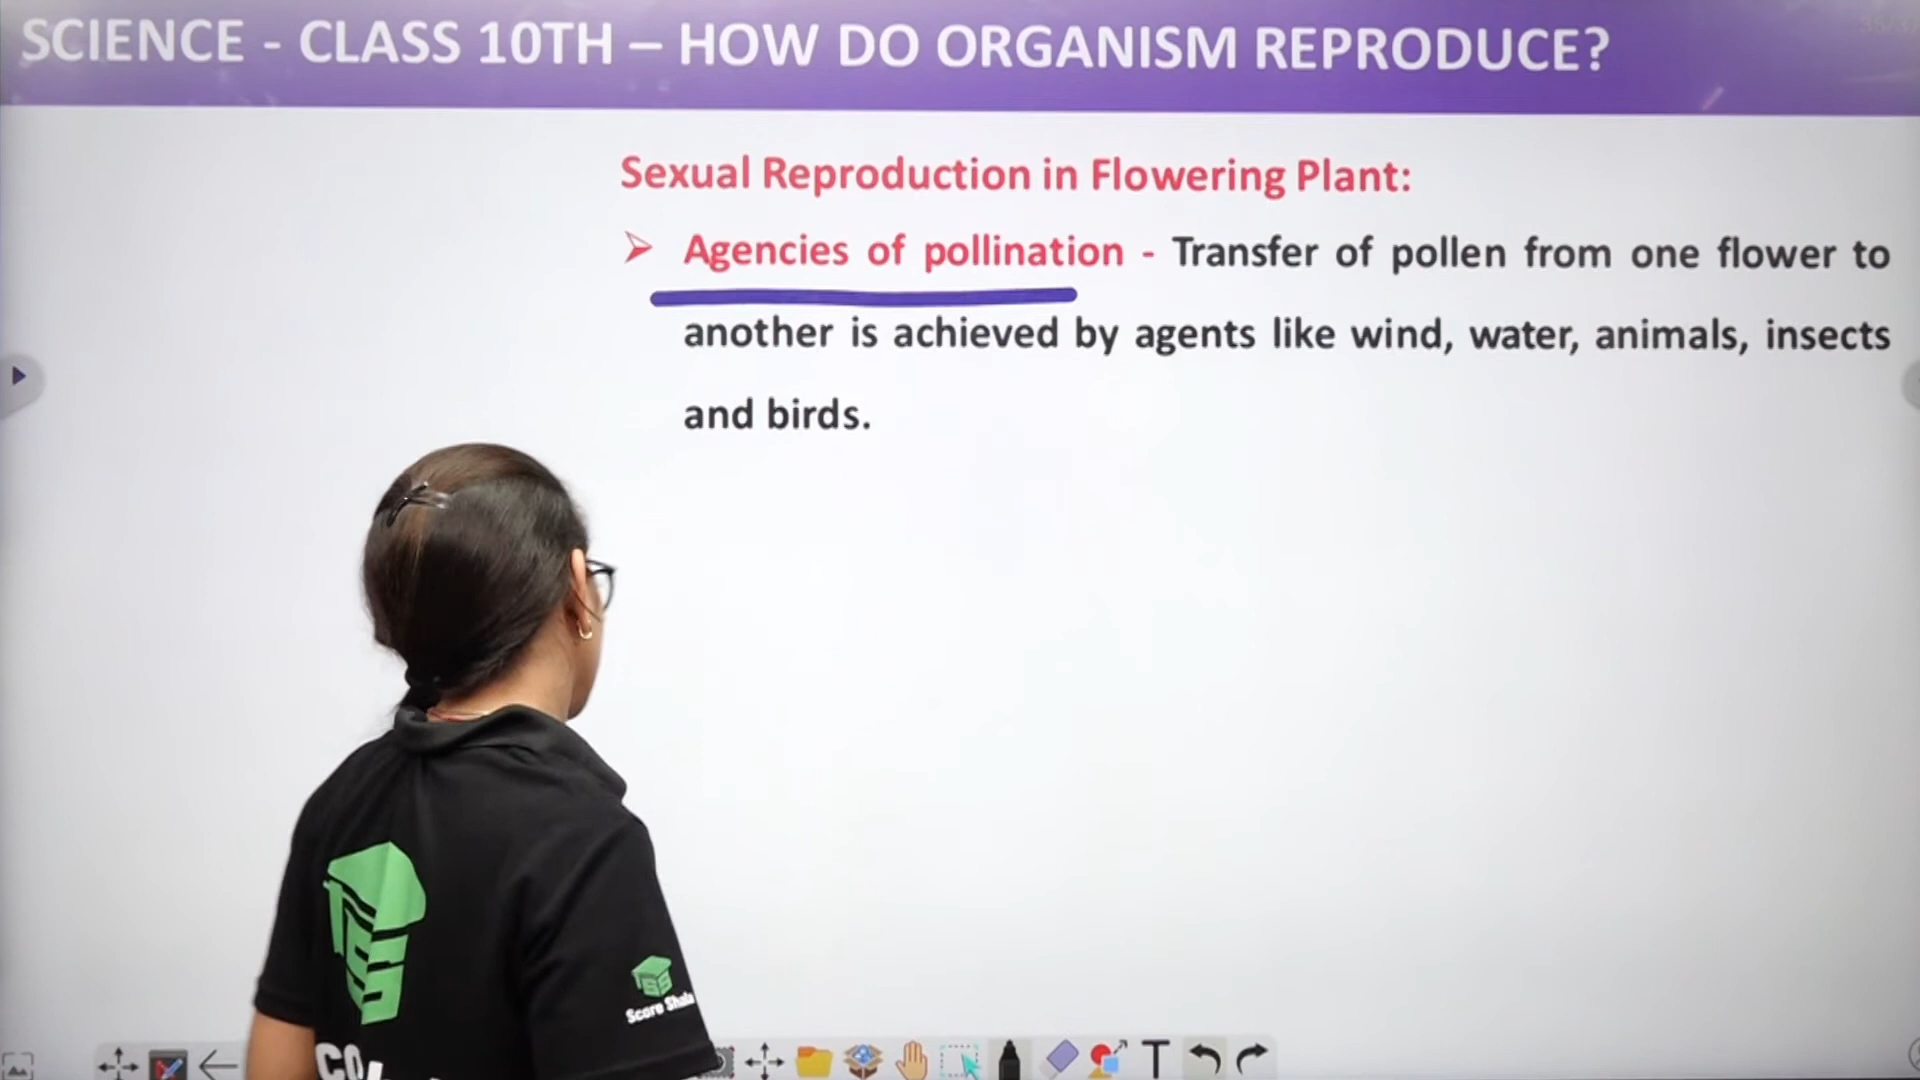 SCIENCE - CLASS 10TH – HOW DO ORGANISM REPRODUCE?
Sexual Reproduction in Flowering Plant:
➢ Agencies of pollination - Transfer of pollen from one flower to
another is achieved by agents like wind, water, animals, insects
and birds.
Score Shala